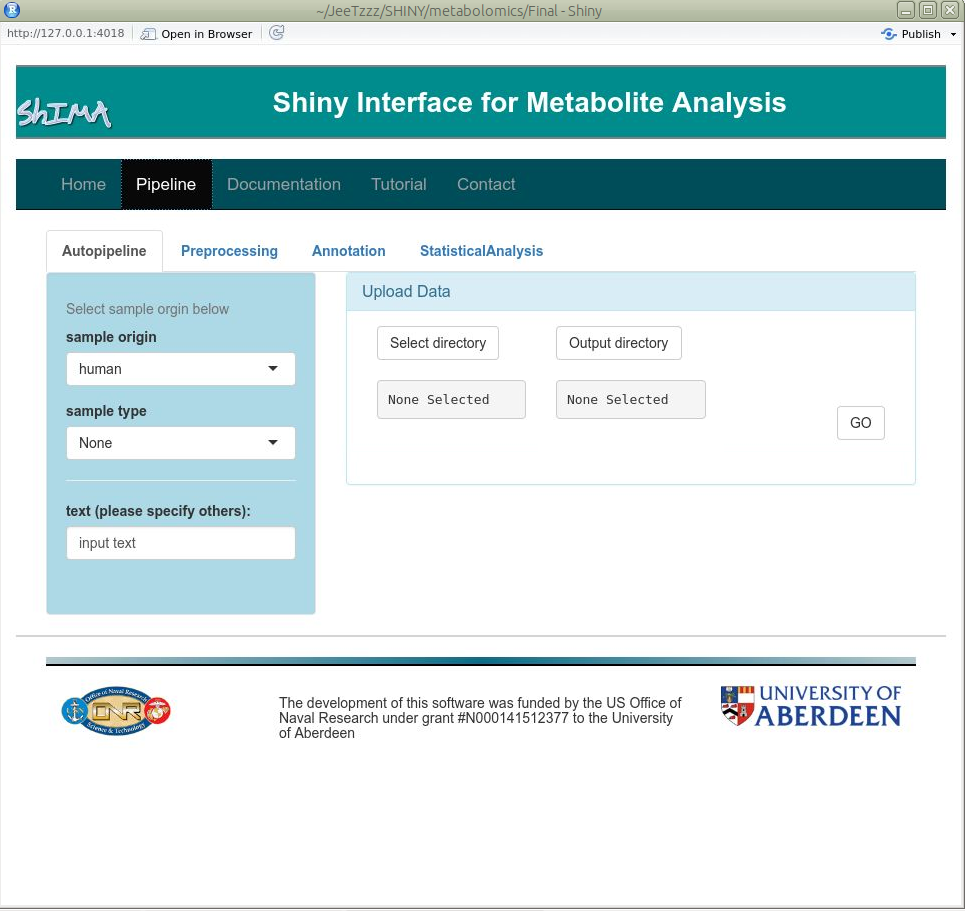 ~/JeeTzzz/SHINY/metabolomics/Final - Shiny
http://127.0.0.1:4018 Open in Browser Publish
ShIMA Shiny Interface for Metabolite Analysis
Home Pipeline Documentation Tutorial Contact
Autopipeline Preprocessing Annotation StatisticalAnalysis
Select sample orgin below
sample origin
human
sample type
None
text (please specify others):
input text
Upload Data
Select directory Output directory
None Selected None Selected
GO
Office of Naval Research
ONR
Science & Technology
The development of this software was funded by the US Office of
Naval Research under grant #N000141512377 to the University
of Aberdeen
UNIVERSITY OF
ABERDEEN